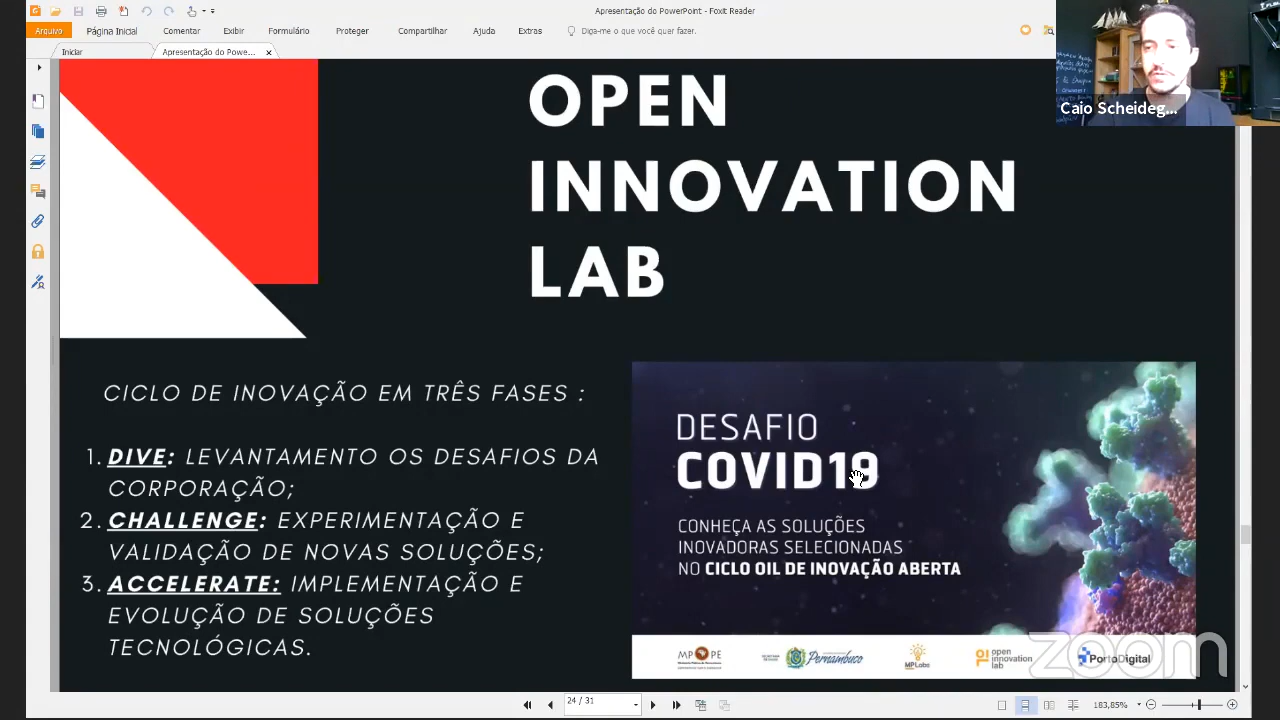 Apresentação do PowerPoint - Foxit Reader
Arquivo Página Inicial Comentar Exibir Formulário Proteger Compartilhar Ajuda Extras Diga-me o que você quer fazer.
Iniciar Apresentação do Powe...
Caio Scheideg...
OPEN
INNOVATION
LAB
CICLO DE INOVAÇÃO EM TRÊS FASES :
1. DIVE: LEVANTAMENTO OS DESAFIOS DA
CORPORAÇÃO;
2. CHALLENGE: EXPERIMENTAÇÃO E
VALIDAÇÃO DE NOVAS SOLUÇÕES;
3. ACCELERATE: IMPLEMENTAÇÃO E
EVOLUÇÃO DE SOLUÇÕES
TECNOLÓGICAS.
DESAFIO
COVID19
CONHEÇA AS SOLUÇÕES
INOVADORAS SELECIONADAS
NO CICLO OIL DE INOVAÇÃO ABERTA
MPPE
Pernambuco
MPLabs
open
innovation
lab
PortoDigital
zoom
24 / 31
183,85%